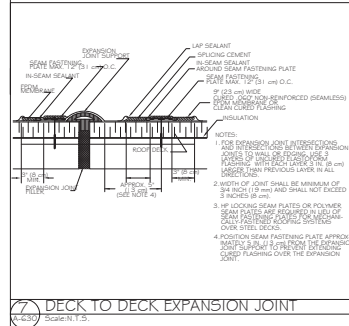 EXPANSION
JOINT SUPPORT
SEAM FASTENING
PLATE MAX. 12" (31 cm) O.C.
IN-SEAM SEALANT
EPDM
MEMBRANE
LAP SEALANT
SPLICING CEMENT
IN-SEAM SEALANT
AROUND SEAM FASTENING PLATE
SEAM FASTENING
PLATE MAX. 12" (31 cm) O.C.
9" (23 cm) WIDE
CURED .060" NON-REINFORCED (SEAMLESS)
EPDM MEMBRANE OR
CLEAN CURED FLASHING
INSULATION
ROOF DECK
3" (8 cm)
MIN.
EXPANSION JOINT
FILLER
APPROX. 5"
(13 cm)
(SEE NOTE 4)
3" (8 cm)
MIN.
NOTES:
1. FOR EXPANSION JOINT INTERSECTIONS
AND INTERSECTIONS BETWEEN EXPANSION
JOINTS TO WALL OR EDGING, USE 3
LAYERS OF UNCURED ELASTOFORM
FLASHING WITH EACH LAYER 3 IN. (8 cm)
LARGER THAN PREVIOUS LAYER IN ALL
DIRECTIONS.
2. WIDTH OF JOINT SHALL BE MINIMUM OF
3/4 INCH (19 mm) AND SHALL NOT EXCEED
3 INCHES (8 cm).
3. HP LOCKING SEAM PLATES OR POLYMER
SEAM PLATES ARE REQUIRED IN LIEU OF
SEAM FASTENING PLATES FOR MECHAN-
CALLY-FASTENED ROOFING SYSTEMS
OVER STEEL DECKS.
4. POSITION SEAM FASTENING PLATE APPROX
IMATELY 5 IN. (13 cm) FROM THE EXPANSIO
JOINT SUPPORT TO PREVENT EXTENDING
CURED FLASHING OVER THE EXPANSION
JOINT.
7 DECK TO DECK EXPANSION JOINT
A-630 Scale:N.T.S.